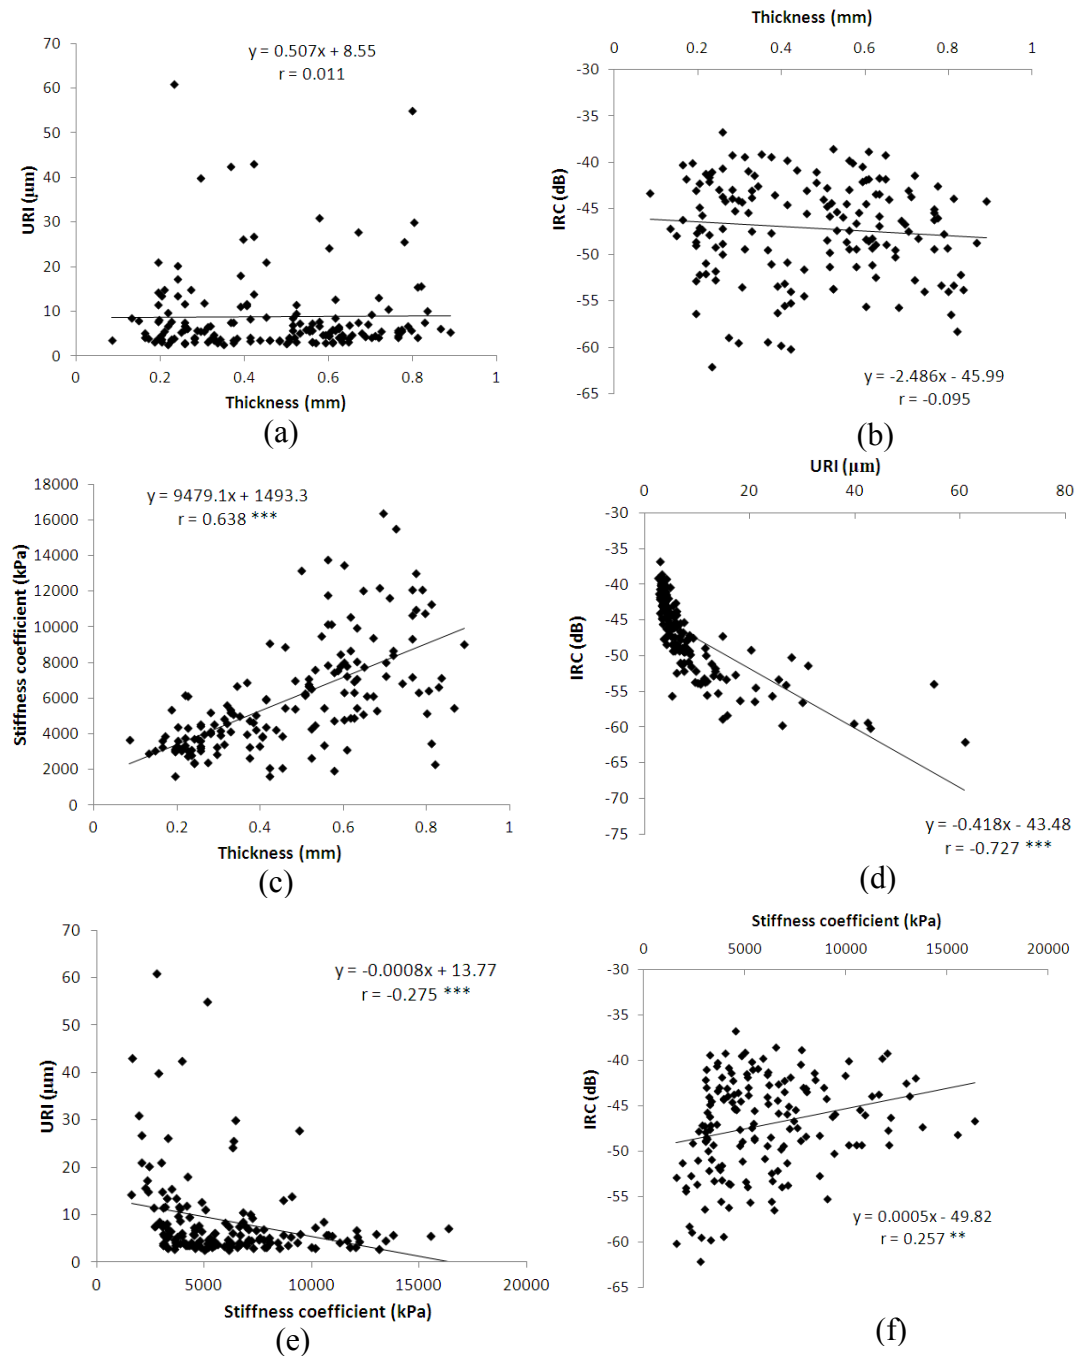 y = 0.507x + 8.55
r = 0.011
70
60
50
40
30
20
10
0
URI (μm)
0
0.2
0.4
0.6
0.8
1
Thickness (mm)
(a)
Thickness (mm)
0
0.2
0.4
0.6
0.8
1
-30
-35
-40
-45
-50
-55
-60
-65
IRC (dB)
y = -2.486x - 45.99
r = -0.095
(b)
y = 9479.1x + 1493.3
r = 0.638 ***
18000
16000
14000
12000
10000
8000
6000
4000
2000
0
Stiffness coefficient (kPa)
0
0.2
0.4
0.6
0.8
1
Thickness (mm)
(c)
URI (μm)
0
20
40
60
80
-30
-35
-40
-45
-50
-55
-60
-65
-70
-75
IRC (dB)
y = -0.418x - 43.48
r = -0.727 ***
(d)
y = -0.0008x + 13.77
r = -0.275 ***
70
60
50
40
30
20
10
0
URI (μm)
0
5000
10000
15000
20000
Stiffness coefficient (kPa)
(e)
Stiffness coefficient (kPa)
0
5000
10000
15000
20000
-30
-35
-40
-45
-50
-55
-60
-65
IRC (dB)
y = 0.0005x - 49.82
r = 0.257 **
(f)